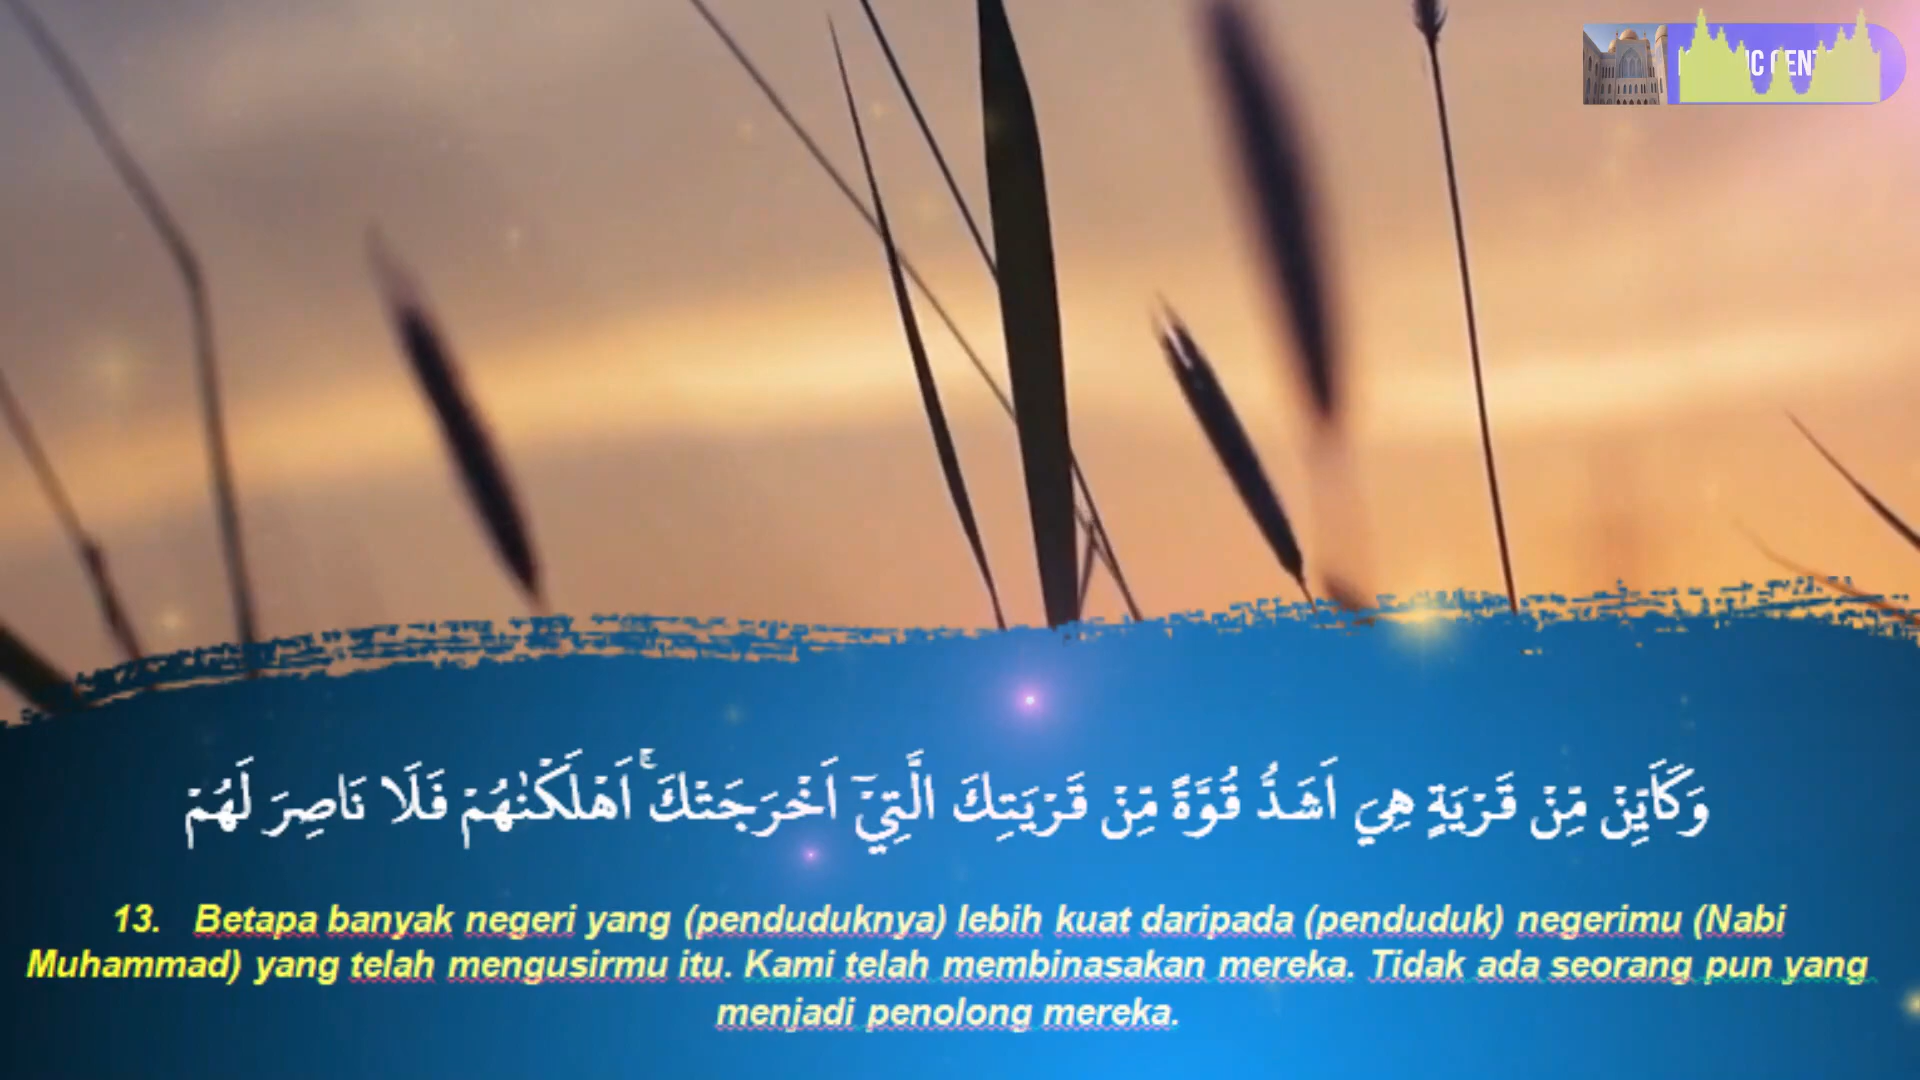 وَكَاَيِّنْ مِّنْ قَرْيَةٍ هِيَ اَشَدُّ قُوَّةً مِّنْ قَرْيَتِكَ الَّتِيْٓ اَخْرَجَتْكَۚ اَهْلَكْنٰهُمْ فَلَا نَاصِرَ لَهُمْ
13. Betapa banyak negeri yang (penduduknya) lebih kuat daripada (penduduk) negerimu (Nabi
Muhammad) yang telah mengusirmu itu. Kami telah membinasakan mereka. Tidak ada seorang pun yang
menjadi penolong mereka.